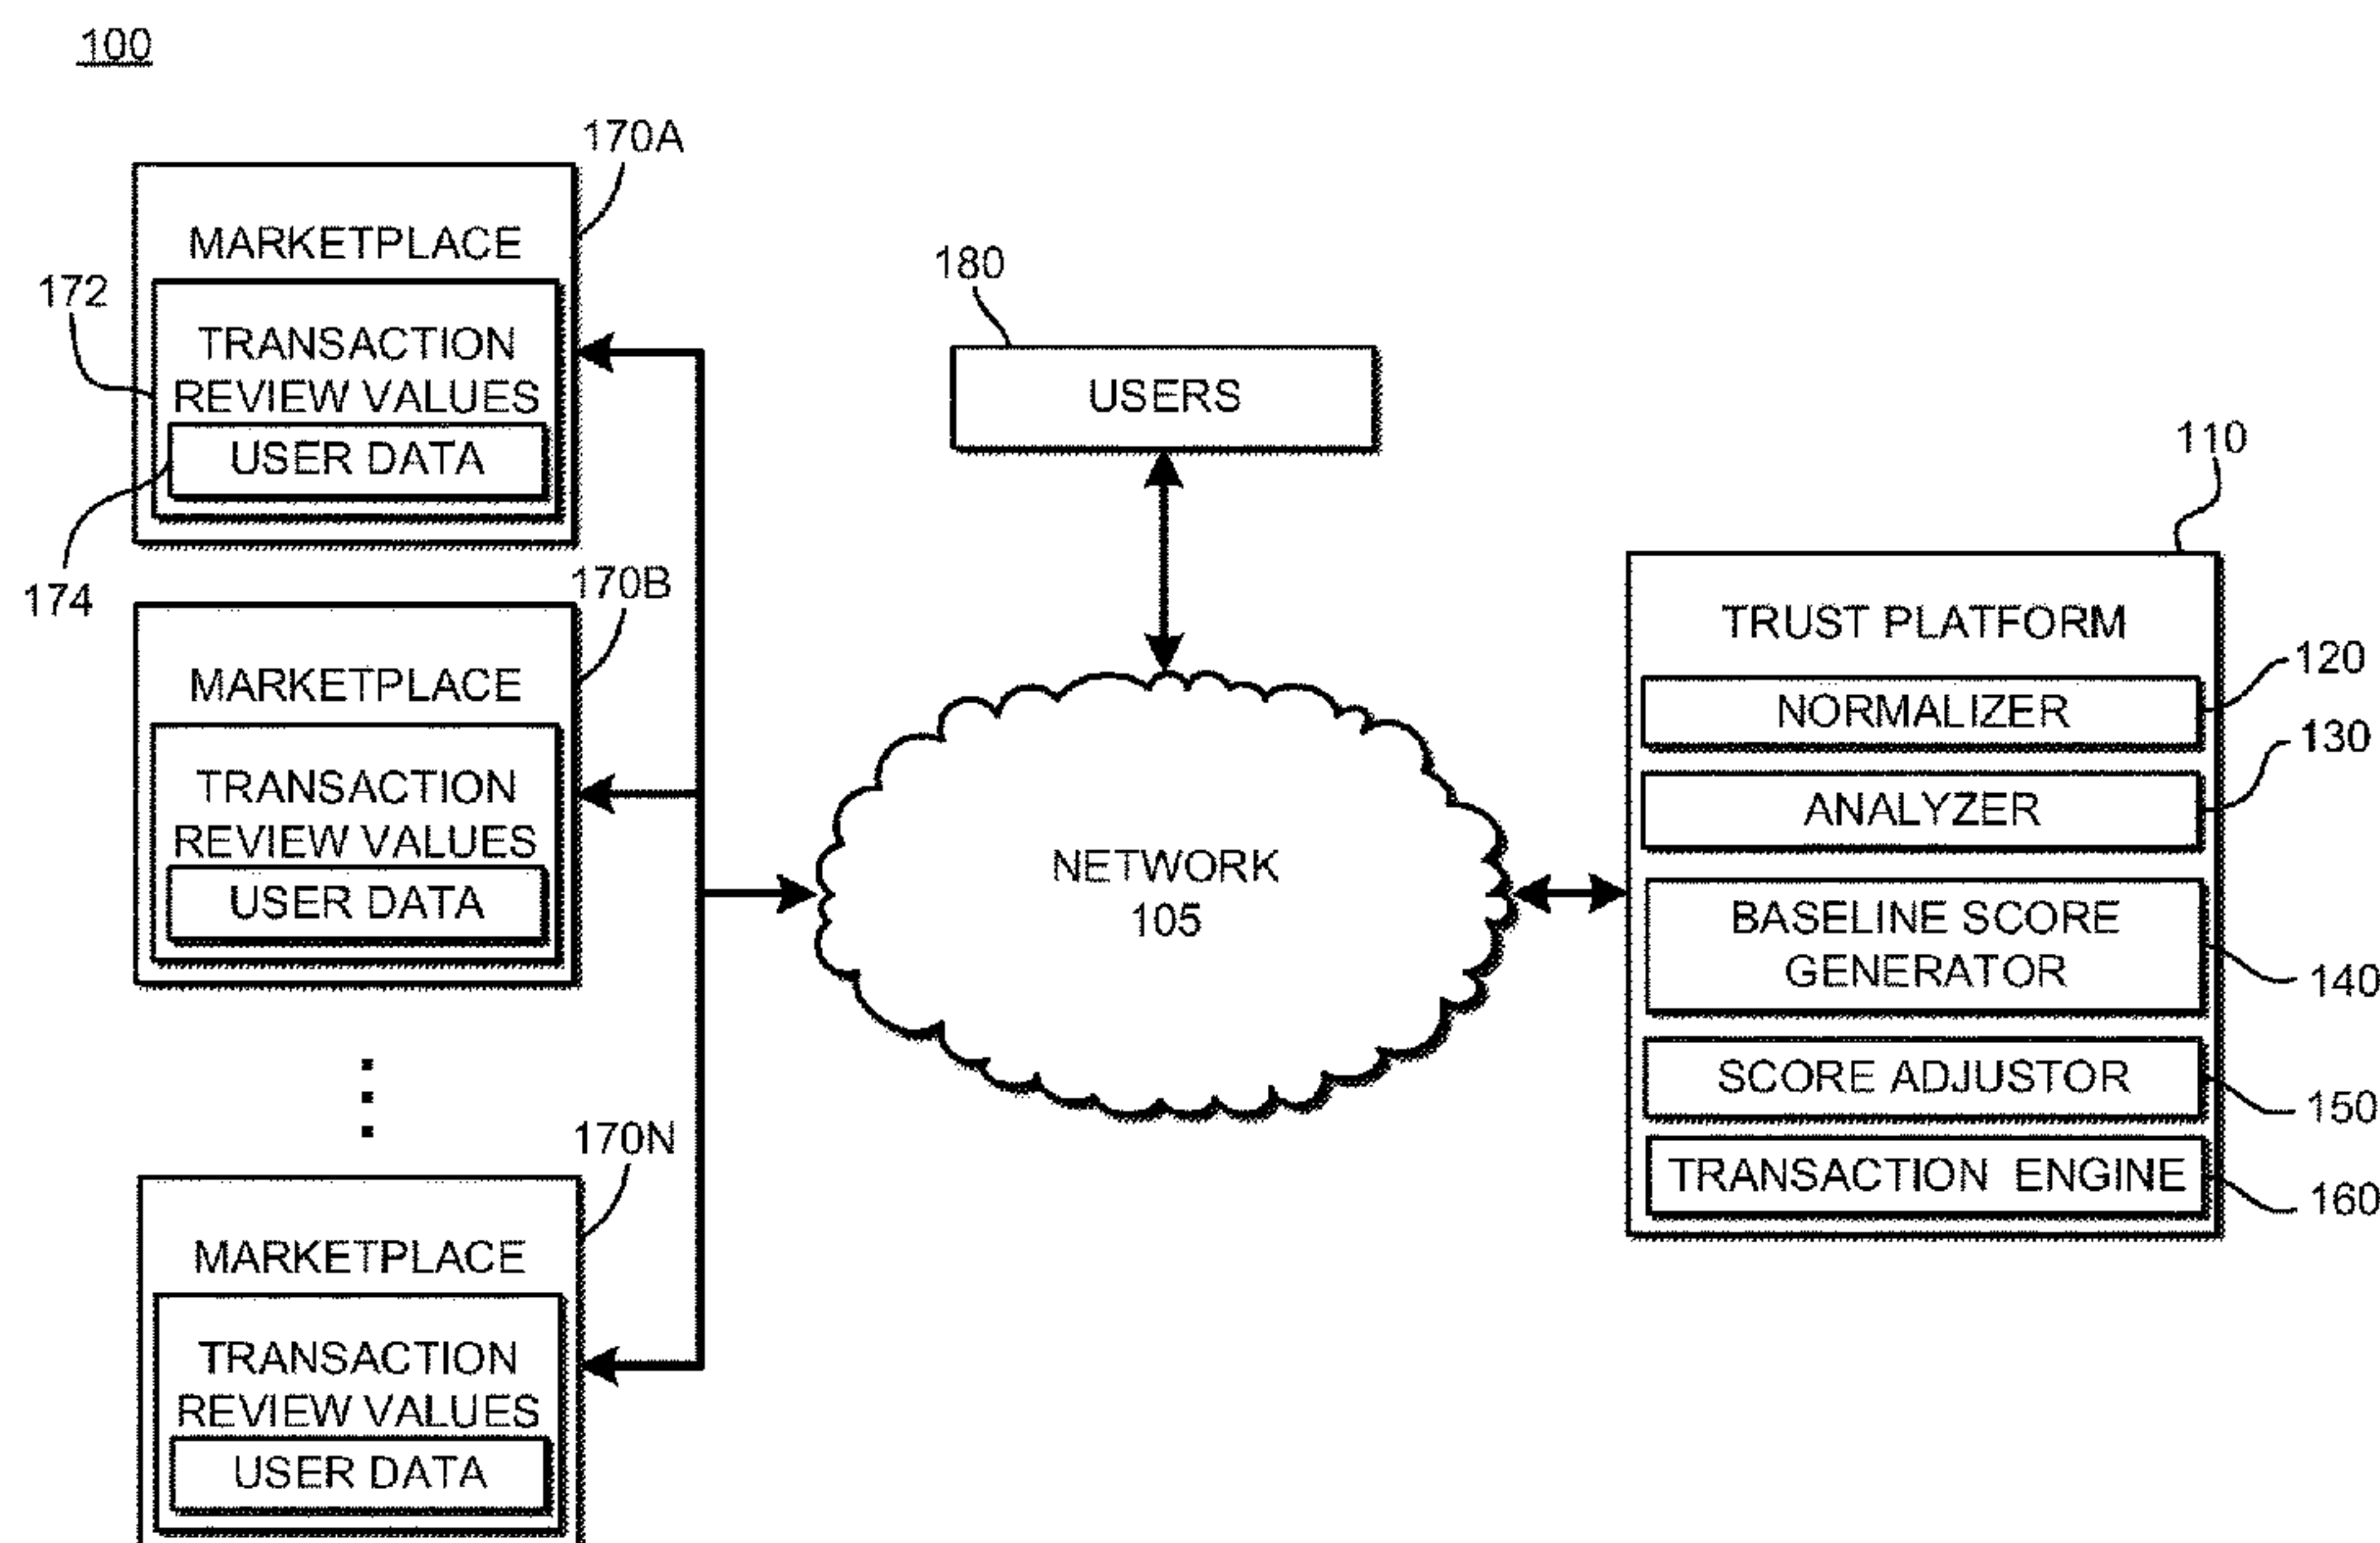 100
170A
MARKETPLACE
172
TRANSACTION
REVIEW VALUES
USER DATA
174
170B
MARKETPLACE
TRANSACTION
REVIEW VALUES
USER DATA
170N
MARKETPLACE
TRANSACTION
REVIEW VALUES
USER DATA
180
USERS
NETWORK
105
110
TRUST PLATFORM
120
NORMALIZER
130
ANALYZER
BASELINE SCORE
GENERATOR
140
SCORE ADJUSTOR
150
TRANSACTION ENGINE
160